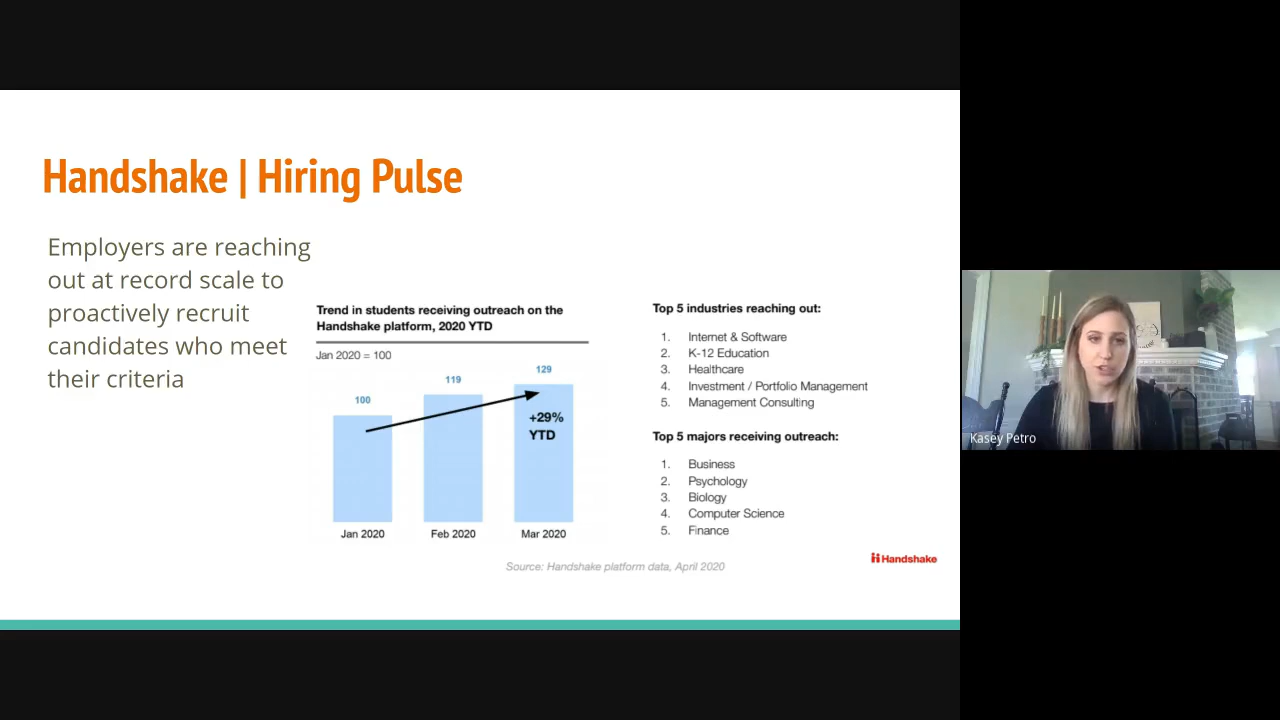 Handshake | Hiring Pulse
Employers are reaching
out at record scale to
proactively recruit
candidates who meet
their criteria
Trend in students receiving outreach on the
Handshake platform, 2020 YTD
Jan 2020 = 100
100
119
129
+29%
YTD
Jan 2020
Feb 2020
Mar 2020
Top 5 industries reaching out:
1. Internet & Software
2. K-12 Education
3. Healthcare
4. Investment / Portfolio Management
5. Management Consulting
Top 5 majors receiving outreach:
1. Business
2. Psychology
3. Biology
4. Computer Science
5. Finance
Source: Handshake platform data, April 2020
Handshake
Kasey Petro